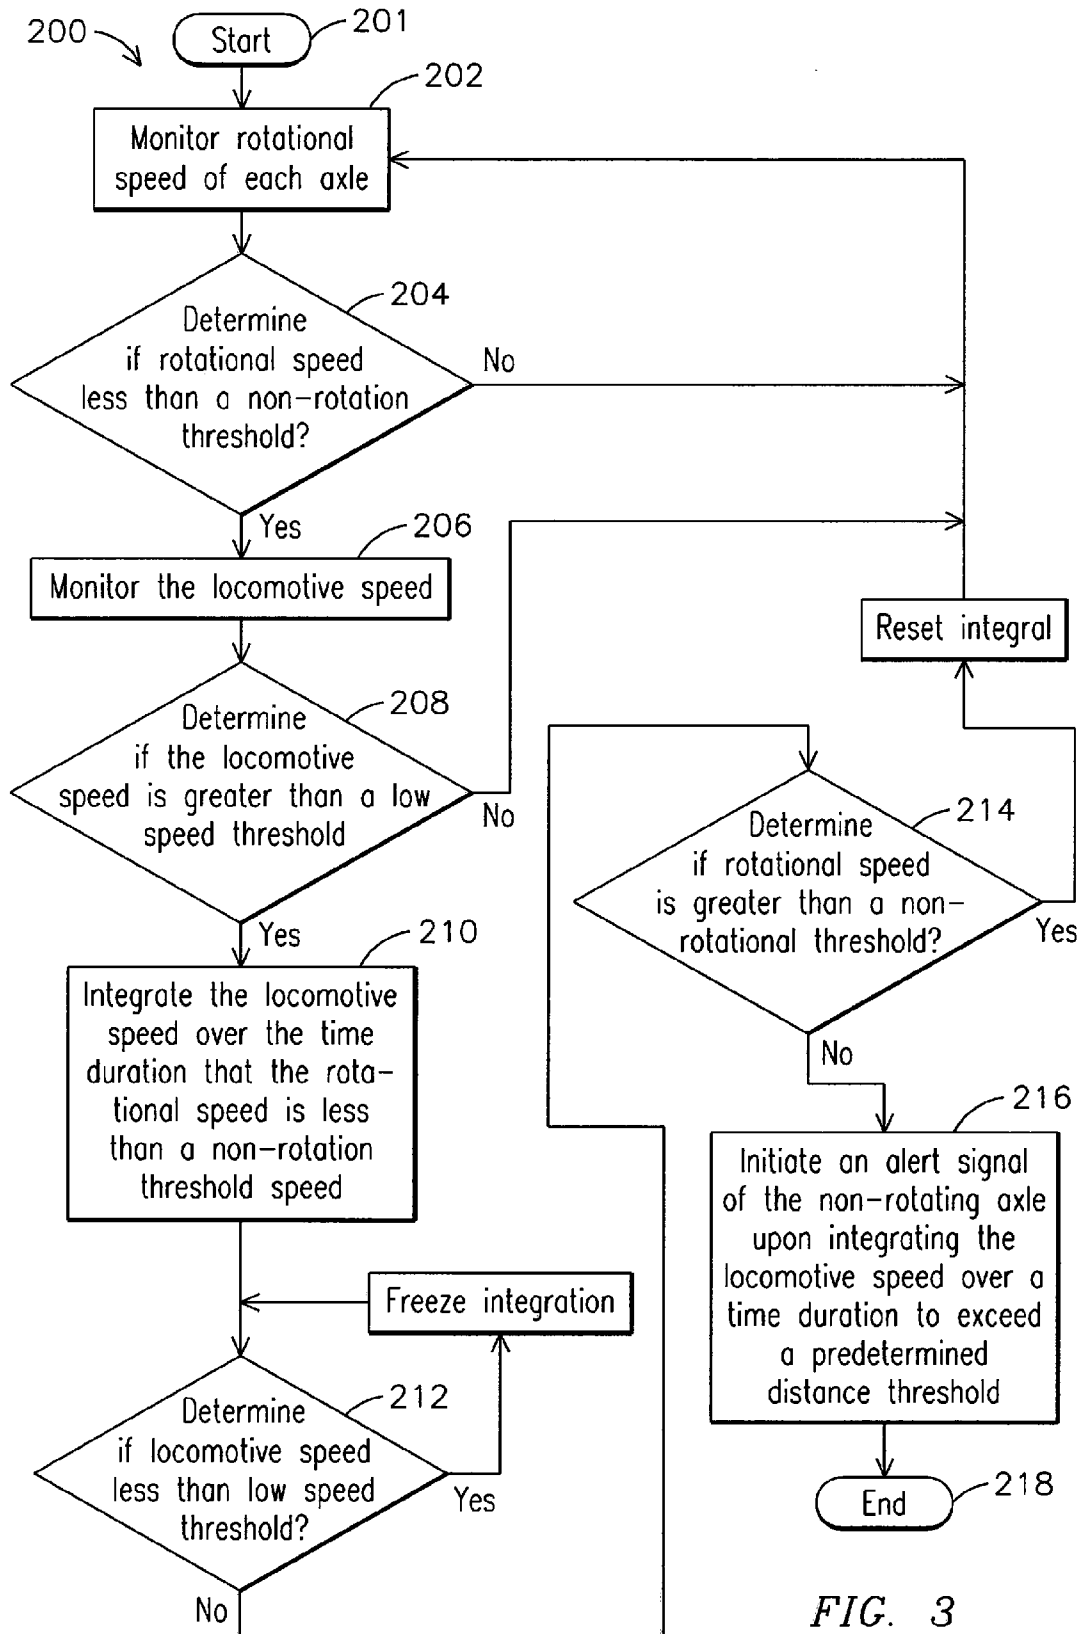 200
Start
201
202
Monitor rotational
speed of each axle
204
Determine
if rotational speed
less than a non-rotation
threshold?
No
Yes
206
Monitor the locomotive speed
208
Determine
if the locomotive
speed is greater than a low
speed threshold
No
Yes
210
Integrate the locomotive
speed over the time
duration that the rota-
tional speed is less
than a non-rotation
threshold speed
Freeze integration
212
Determine
if locomotive speed
less than low speed
threshold?
Yes
No
Reset integral
214
Determine
if rotational speed
is greater than a non-
rotational threshold?
Yes
No
216
Initiate an alert signal
of the non-rotating axle
upon integrating the
locomotive speed over a
time duration to exceed
a predetermined
distance threshold
End
218
FIG. 3